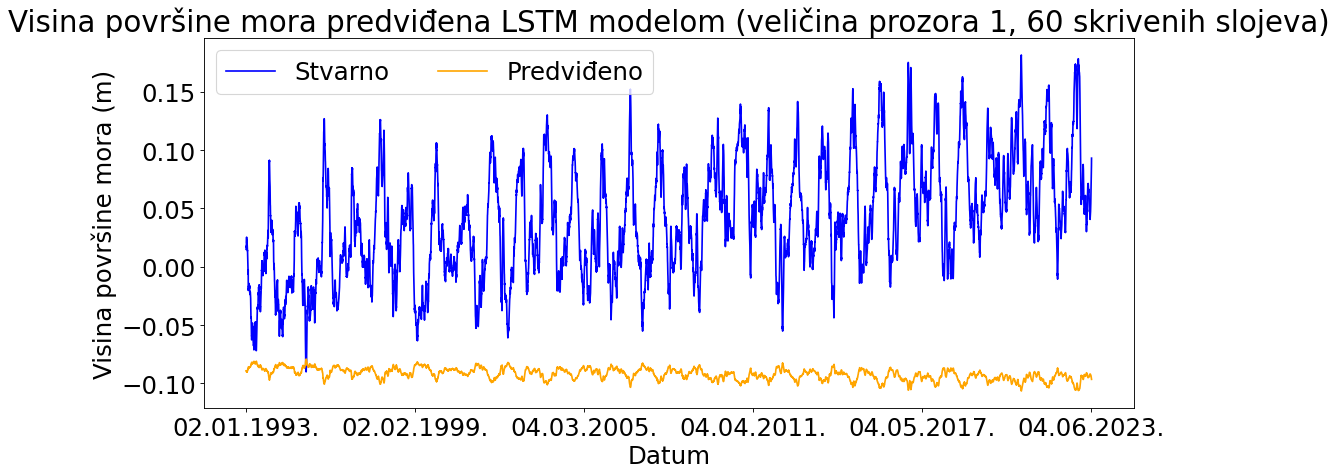 Visina površine mora predviđena LSTM modelom (veličina prozora 1, 60 skrivenih slojeva)
Stvarno
Predviđeno
Visina površine mora (m)
0.15
0.10
0.05
0.00
−0.05
−0.10
02.01.1993.
02.02.1999.
04.03.2005.
04.04.2011.
04.05.2017.
04.06.2023.
Datum